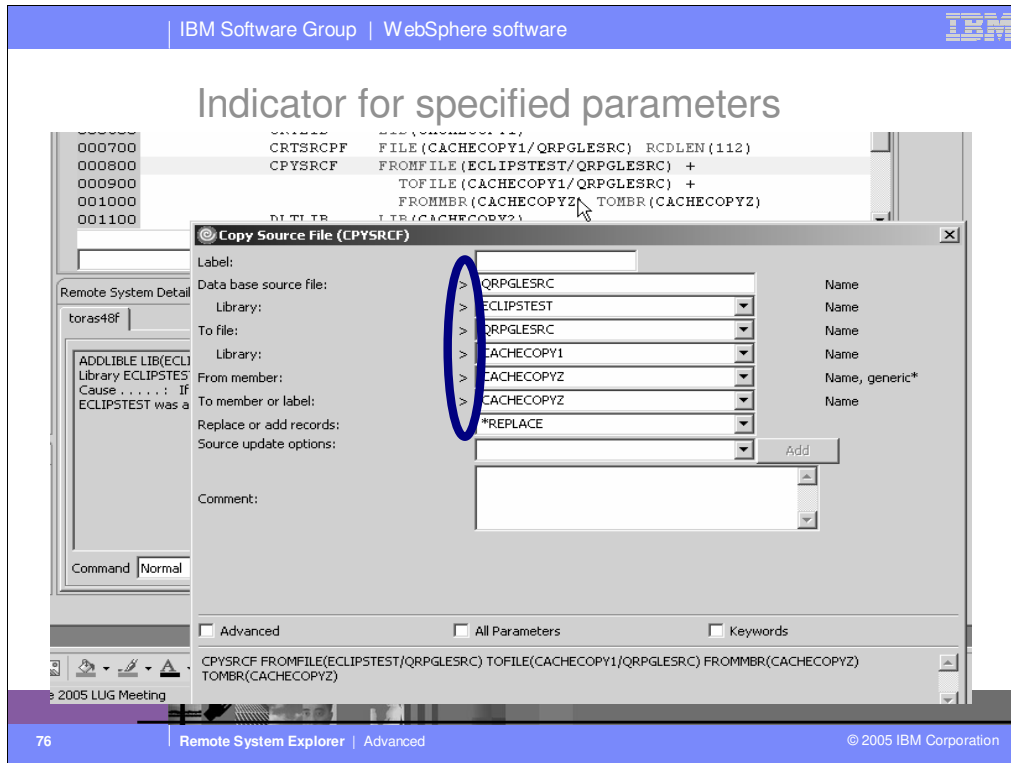 IBM Software Group | WebSphere software
IBM
Indicator for specified parameters
000700 CRTSRCPF FILE(CACHECOPY1/QRPGLESRC) RCDLEN(112)
000800 CPYSRCF FROMFILE(ECLIPSTEST/QRPGLESRC) +
000900 TOFILE(CACHECOPY1/QRPGLESRC) +
001000 FROMMBR(CACHECOPYZ) TOMBR(CACHECOPYZ)
001100 DLTLIB LIB(CACHECOPY2)
Copy Source File (CPYSRCF)
Label:
Data base source file: > QRPGLESRC Name
Library: > ECLIPSTEST Name
To file: > QRPGLESRC Name
Library: > CACHECOPY1 Name
From member: > CACHECOPYZ Name, generic*
To member or label: > CACHECOPYZ Name
Replace or add records: *REPLACE
Source update options: Add
Comment:
Remote System Detail
toras48f
ADDLIBLE LIB(ECLI
Library ECLIPSTES
Cause . . . . . : If
ECLIPSTEST was a
Command Normal
Advanced All Parameters Keywords
CPYSRCF FROMFILE(ECLIPSTEST/QRPGLESRC) TOFILE(CACHECOPY1/QRPGLESRC) FROMMBR(CACHECOPYZ)
TOMBR(CACHECOPYZ)
e 2005 LUG Meeting
76 Remote System Explorer | Advanced © 2005 IBM Corporation